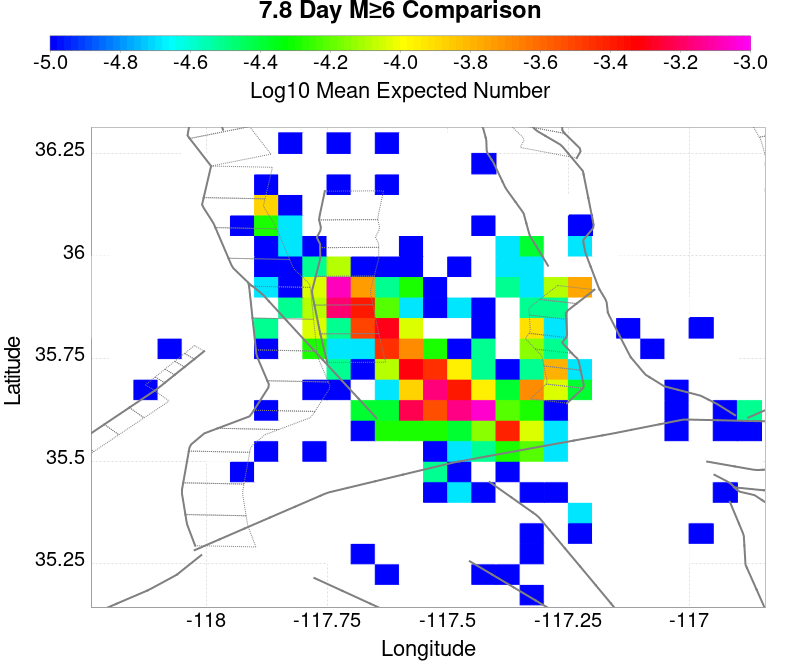 7.8 Day M≥6 Comparison
-5.0 -4.8 -4.6 -4.4 -4.2 -4.0 -3.8 -3.6 -3.4 -3.2 -3.0
Log10 Mean Expected Number
36.25
36
35.75
35.5
35.25
Latitude
-118 -117.75 -117.5 -117.25 -117
Longitude